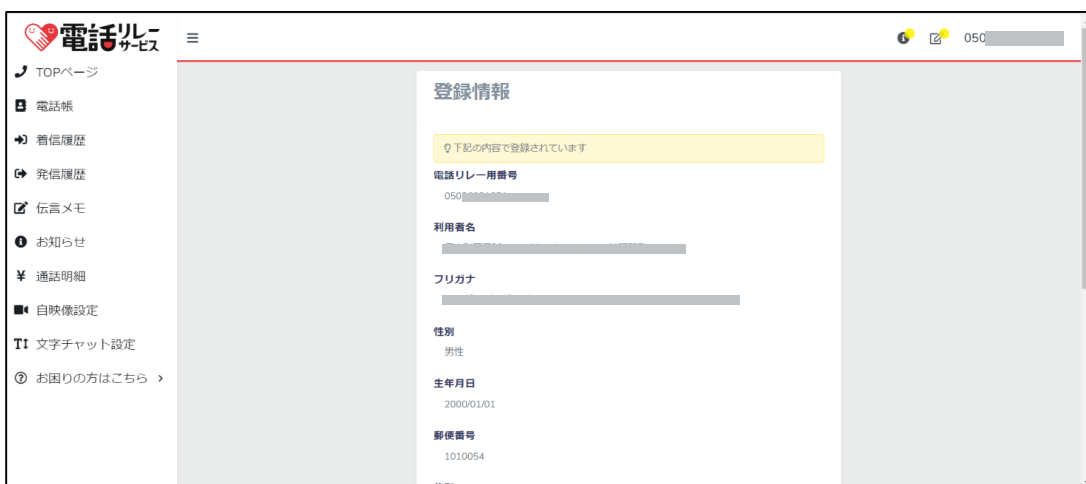 電話リレーサービス
050
TOPページ
電話帳
着信履歴
発信履歴
伝言メモ
お知らせ
通話明細
自映像設定
文字チャット設定
お困りの方はこちら
登録情報
下記の内容で登録されています
電話リレー用番号
050
利用者名
フリガナ
性別
男性
生年月日
2000/01/01
郵便番号
1010054